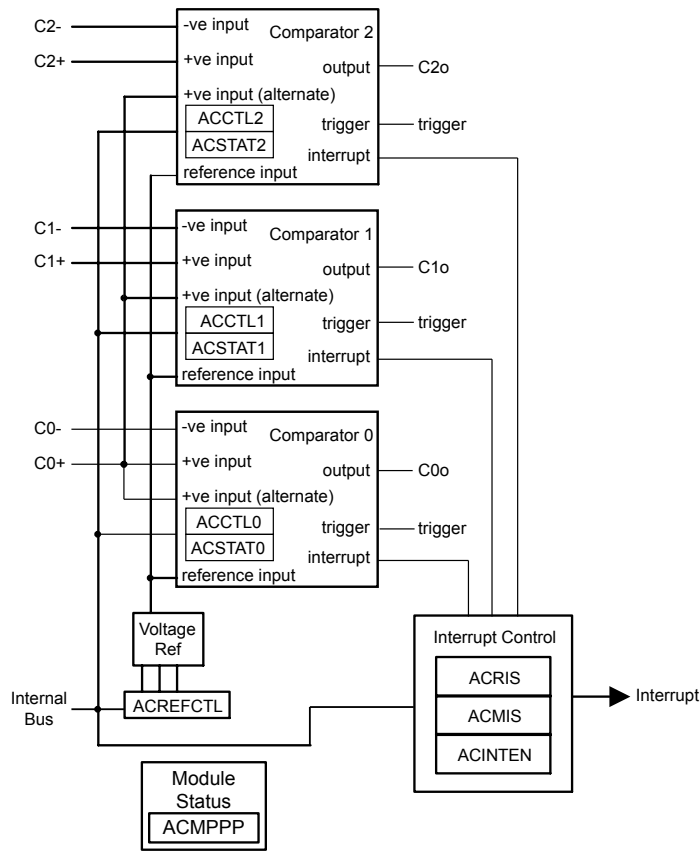 C2-
-ve input
Comparator 2
C2+
+ve input
output
C2o
+ve input (alternate)
ACCTL2
trigger
trigger
ACSTAT2
interrupt
reference input
C1-
-ve input
Comparator 1
C1+
+ve input
output
C1o
+ve input (alternate)
ACCTL1
trigger
trigger
ACSTAT1
interrupt
reference input
C0-
-ve input
Comparator 0
C0+
+ve input
output
C0o
+ve input (alternate)
ACCTL0
trigger
trigger
ACSTAT0
interrupt
reference input
Voltage
Ref
Interrupt Control
ACRIS
Internal
Bus
ACREFCTL
ACMIS
Interrupt
ACINTEN
Module
Status
ACMPPP